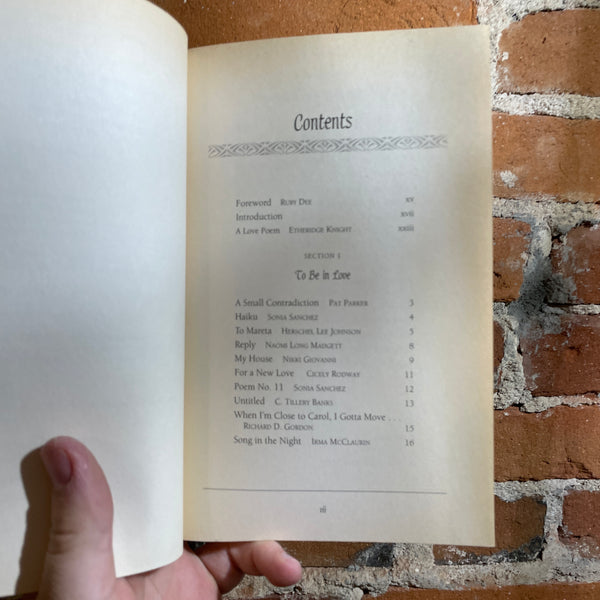 Contents
Foreword RUBY DEE xv
Introduction xvii
A Love Poem ETHERIDGE KNIGHT xxiii
SECTION 1
To Be in Love
A Small Contradiction PAT PARKER 3
Haiku SONIA SANCHEZ 4
To Mareta HERSCHEL LEE JOHNSON 5
Reply NAOMI LONG MADGETT 8
My House NIKKI GIOVANNI 9
For a New Love CICELY RODWAY 11
Poem No. 11 SONIA SANCHEZ 12
Untitled C. TILLERY BANKS 13
When I'm Close to Carol, I Gotta Move . . .
RICHARD D. GORDON 15
Song in the Night IRMA MCCLAURIN 16
vii